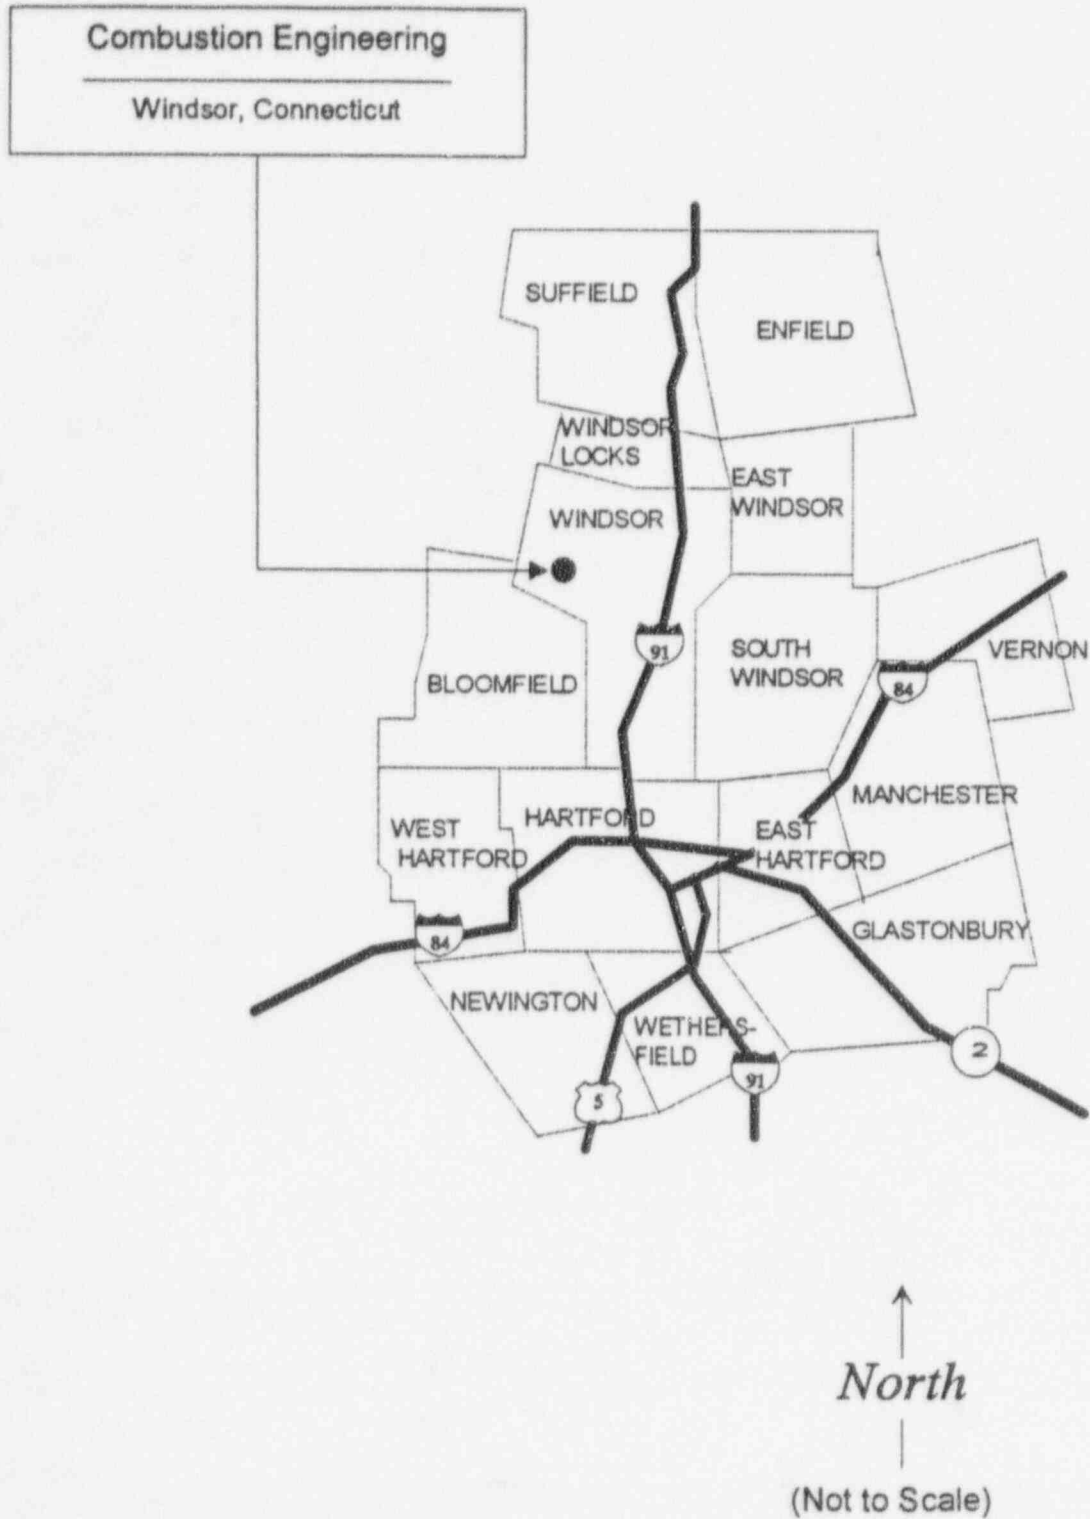 Combustion Engineering
Windsor, Connecticut
SUFFIELD
ENFIELD
WINDSOR
LOCKS
EAST
WINDSOR
WINDSOR
91
SOUTH
WINDSOR
VERNON
84
BLOOMFIELD
MANCHESTER
HARTFORD
WEST
HARTFORD
EAST
HARTFORD
84
GLASTONBURY
NEWINGTON
WETHERS-
FIELD
2
91
5
North
(Not to Scale)